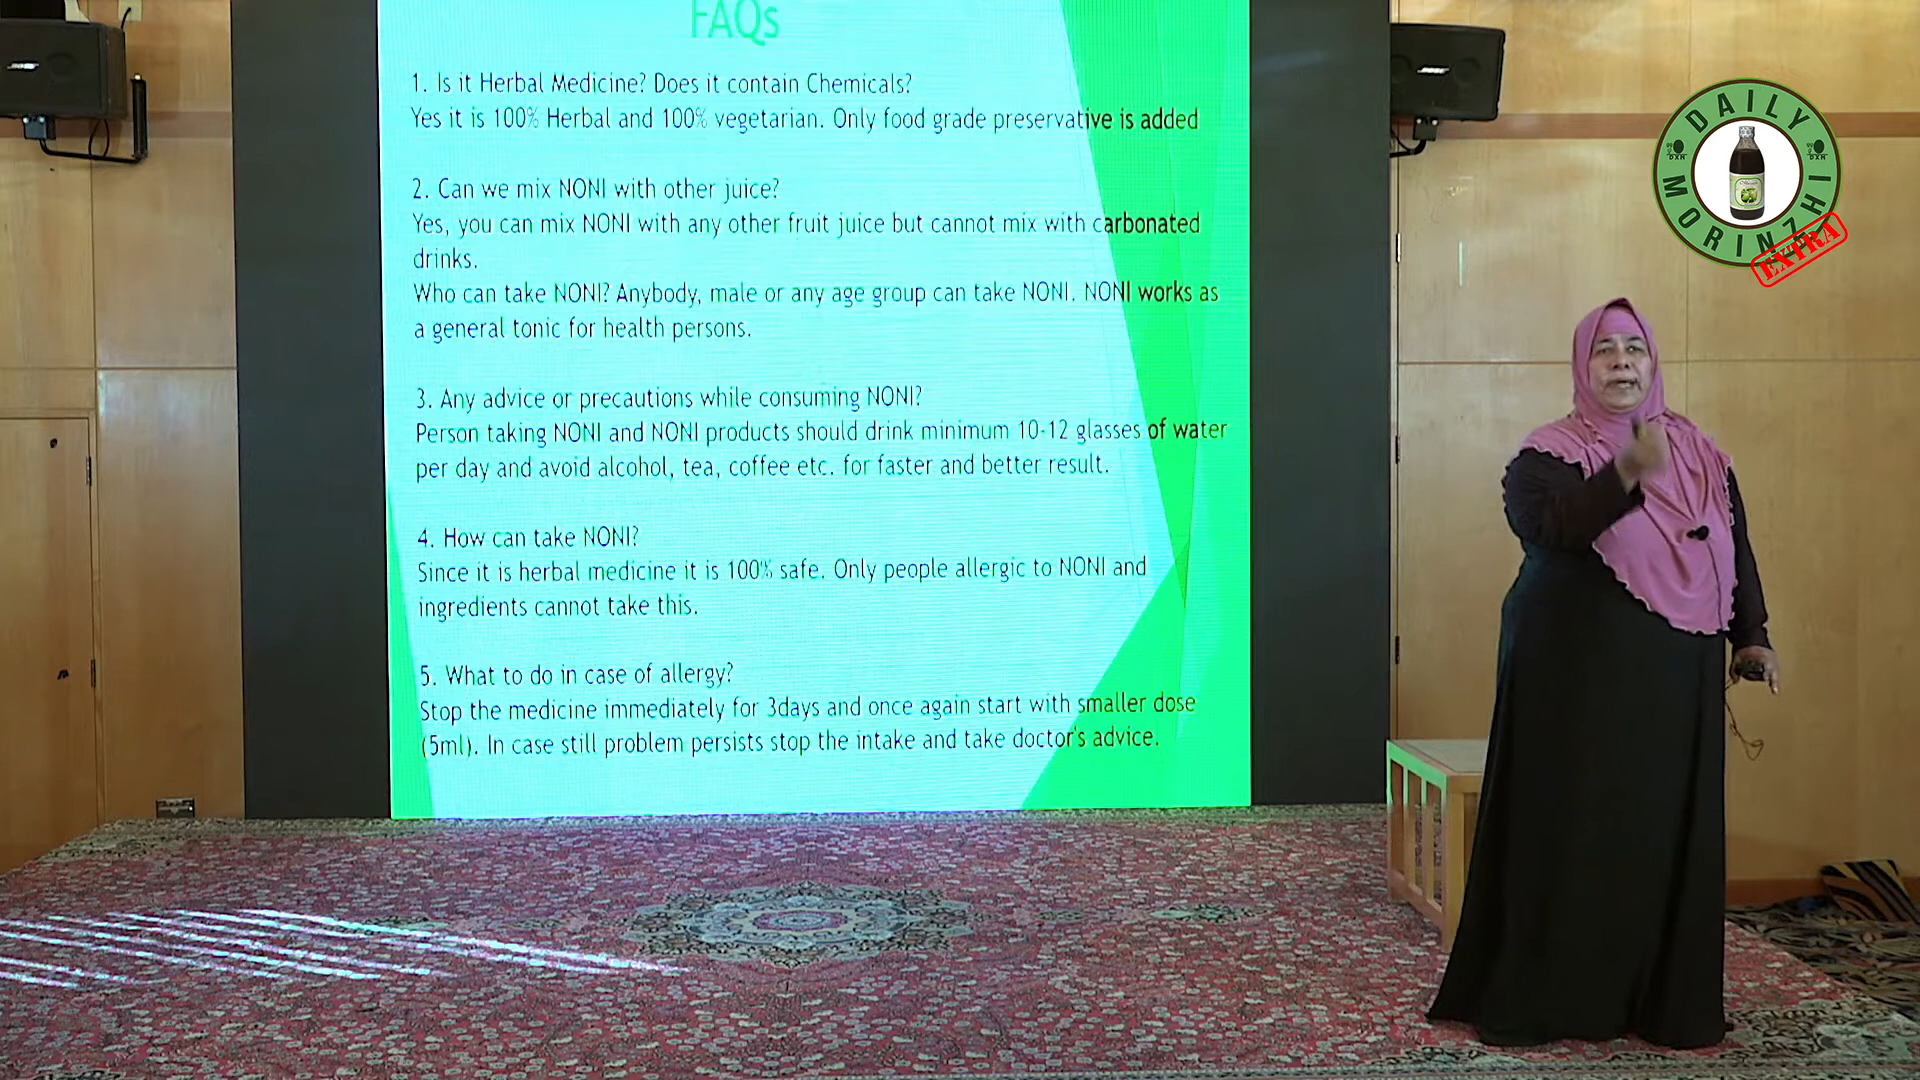 FAQs
1. Is it Herbal Medicine? Does it contain Chemicals?
Yes it is 100% Herbal and 100% vegetarian. Only food grade preservative is added
2. Can we mix NONI with other juice?
Yes, you can mix NONI with any other fruit juice but cannot mix with carbonated
drinks.
Who can take NONI? Anybody, male or any age group can take NONI. NONI works as
a general tonic for health persons.
3. Any advice or precautions while consuming NONI?
Person taking NONI and NONI products should drink minimum 10-12 glasses of water
per day and avoid alcohol, tea, coffee etc. for faster and better result.
4. How can take NONI?
Since it is herbal medicine it is 100% safe. Only people allergic to NONI and
ingredients cannot take this.
5. What to do in case of allergy?
Stop the medicine immediately for 3days and once again start with smaller dose
(5ml). In case still problem persists stop the intake and take doctor's advice.
DAILY
MORINZHI
EXTRA
DXN
DXN
BOSE
BOSE